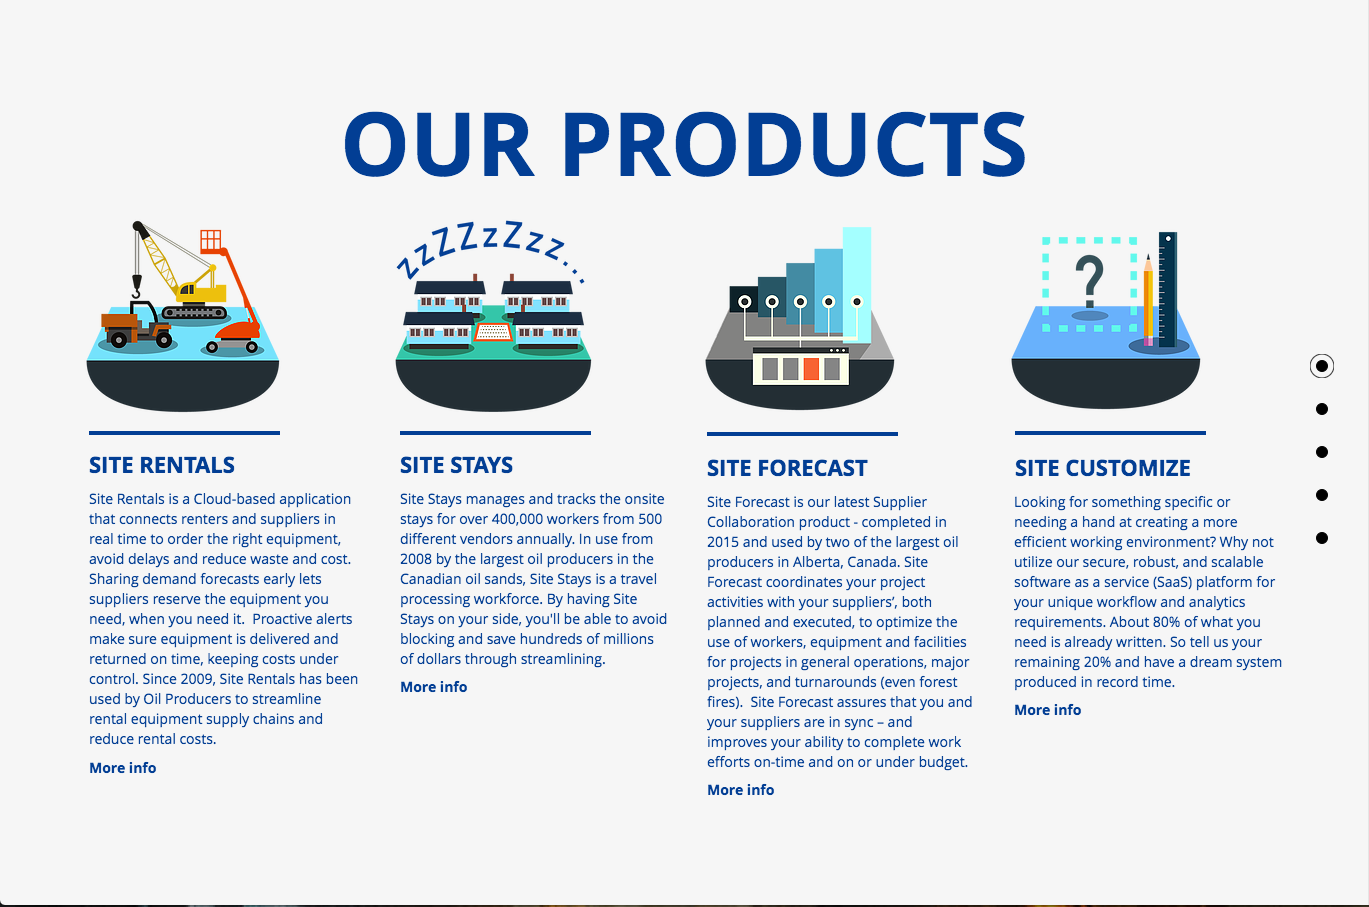 OUR PRODUCTS
zzZZzZzz...
SITE RENTALS
Site Rentals is a Cloud-based application
that connects renters and suppliers in
real time to order the right equipment,
avoid delays and reduce waste and cost.
Sharing demand forecasts early lets
suppliers reserve the equipment you
need, when you need it.  Proactive alerts
make sure equipment is delivered and
returned on time, keeping costs under
control. Since 2009, Site Rentals has been
used by Oil Producers to streamline
rental equipment supply chains and
reduce rental costs.
More info
SITE STAYS
Site Stays manages and tracks the onsite
stays for over 400,000 workers from 500
different vendors annually. In use from
2008 by the largest oil producers in the
Canadian oil sands, Site Stays is a travel
processing workforce. By having Site
Stays on your side, you'll be able to avoid
blocking and save hundreds of millions
of dollars through streamlining.
More info
SITE FORECAST
Site Forecast is our latest Supplier
Collaboration product - completed in
2015 and used by two of the largest oil
producers in Alberta, Canada. Site
Forecast coordinates your project
activities with your suppliers’, both
planned and executed, to optimize the
use of workers, equipment and facilities
for projects in general operations, major
projects, and turnarounds (even forest
fires).  Site Forecast assures that you and
your suppliers are in sync – and
improves your ability to complete work
efforts on-time and on or under budget.
More info
?
SITE CUSTOMIZE
Looking for something specific or
needing a hand at creating a more
efficient working environment? Why not
utilize our secure, robust, and scalable
software as a service (SaaS) platform for
your unique workflow and analytics
requirements. About 80% of what you
need is already written. So tell us your
remaining 20% and have a dream system
produced in record time.
More info